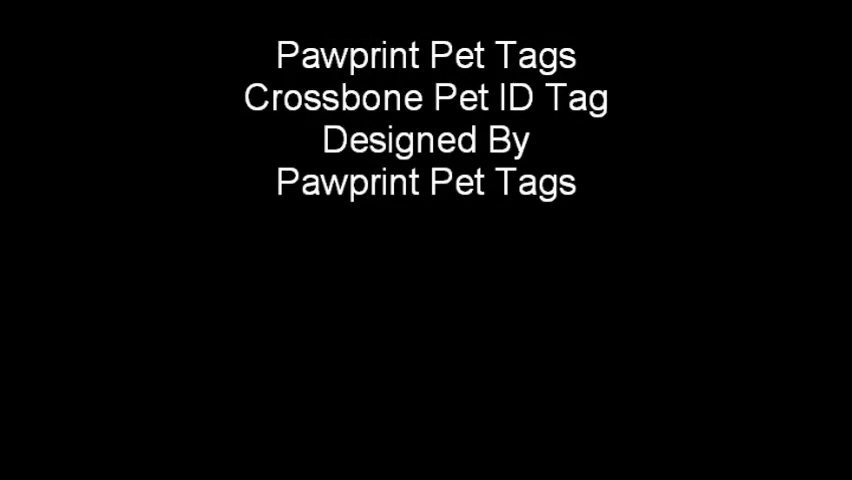 Pawprint Pet Tags
Crossbone Pet ID Tag
Designed By
Pawprint Pet Tags